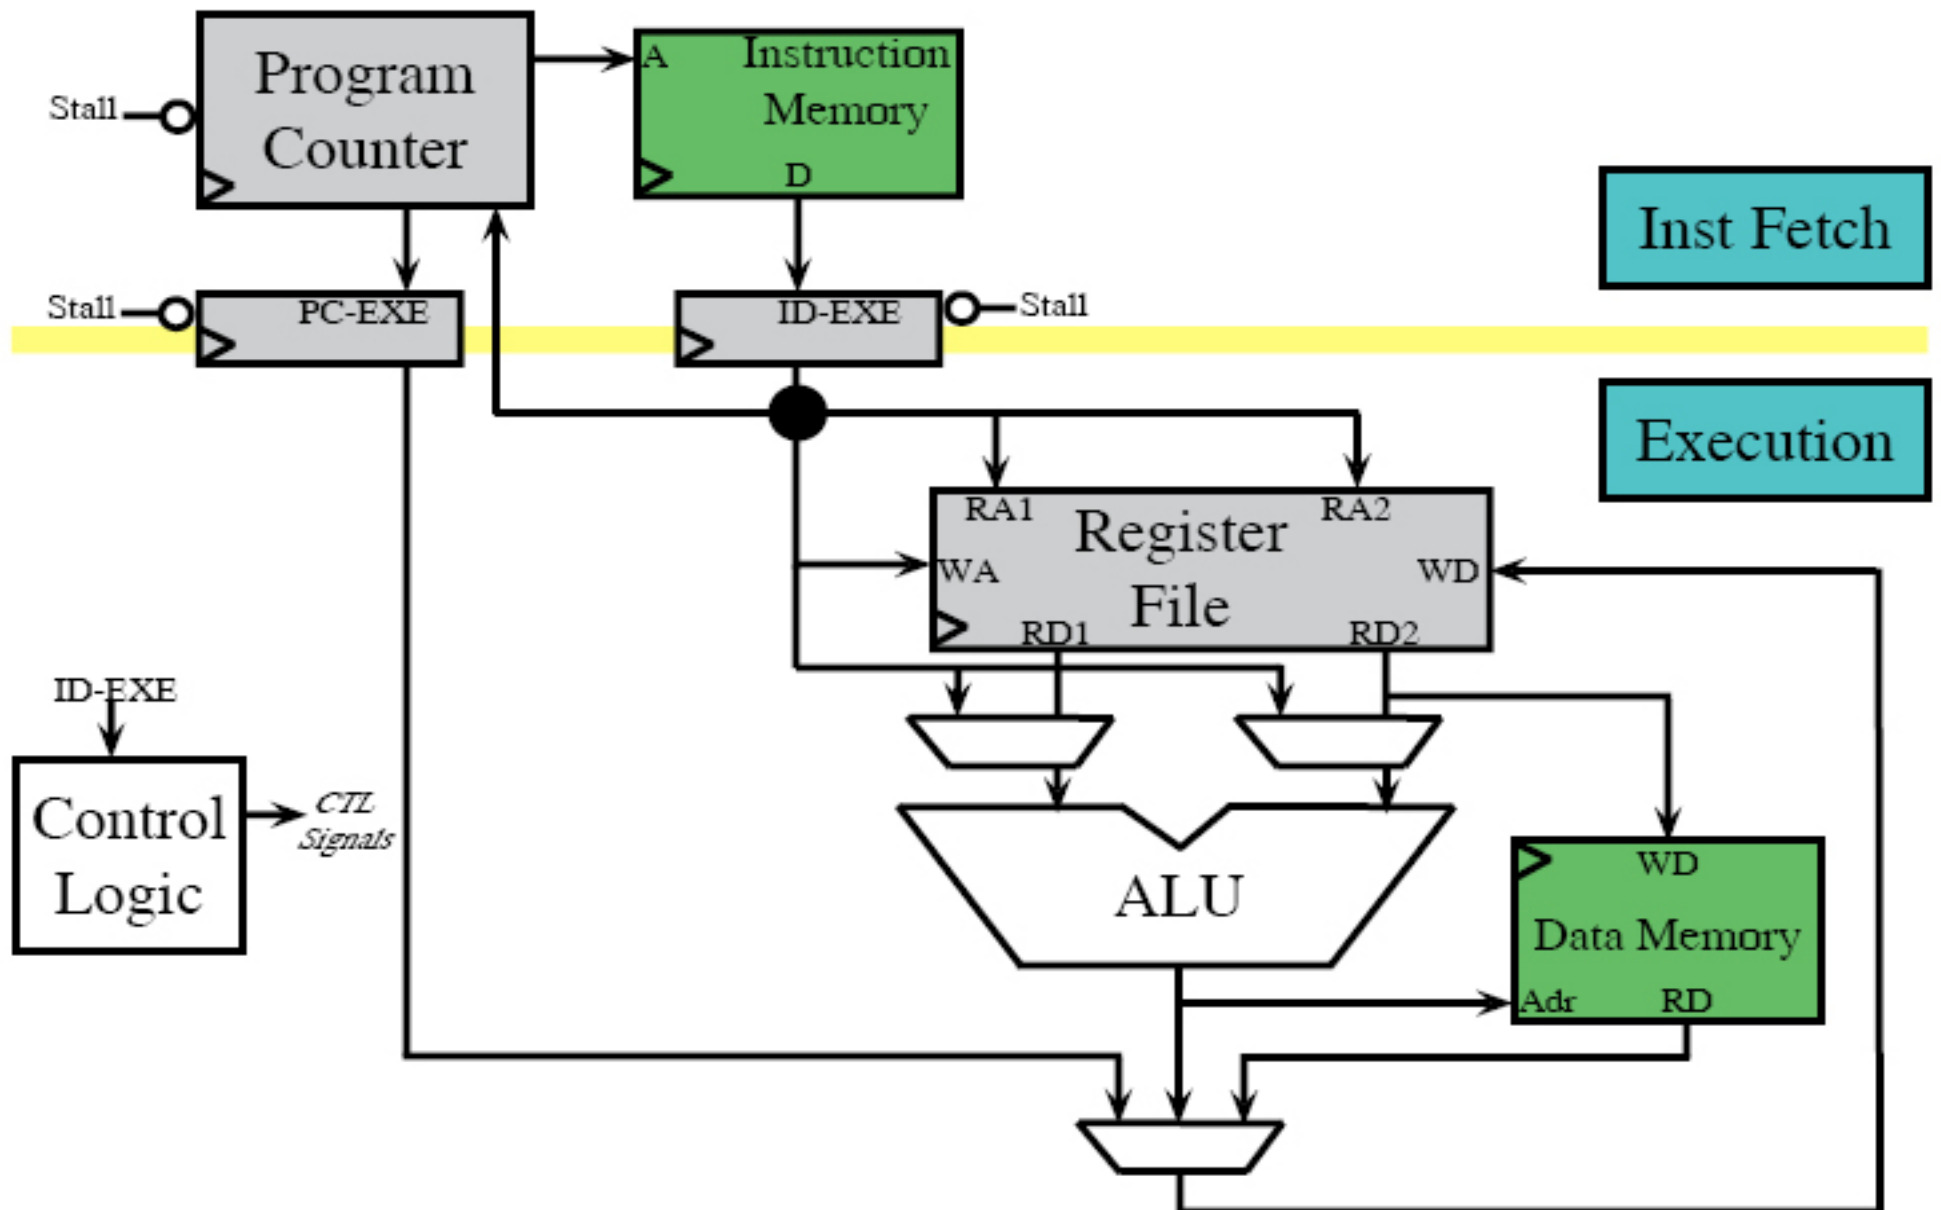 Program
Counter
Stall
A
Instruction
Memory
D
Inst Fetch
Stall
PC-EXE
ID-EXE
Stall
Execution
RA1
RA2
Register
File
WA
WD
RD1
RD2
ID-EXE
Control
Logic
CTL
Signals
ALU
WD
Data Memory
Adr
RD